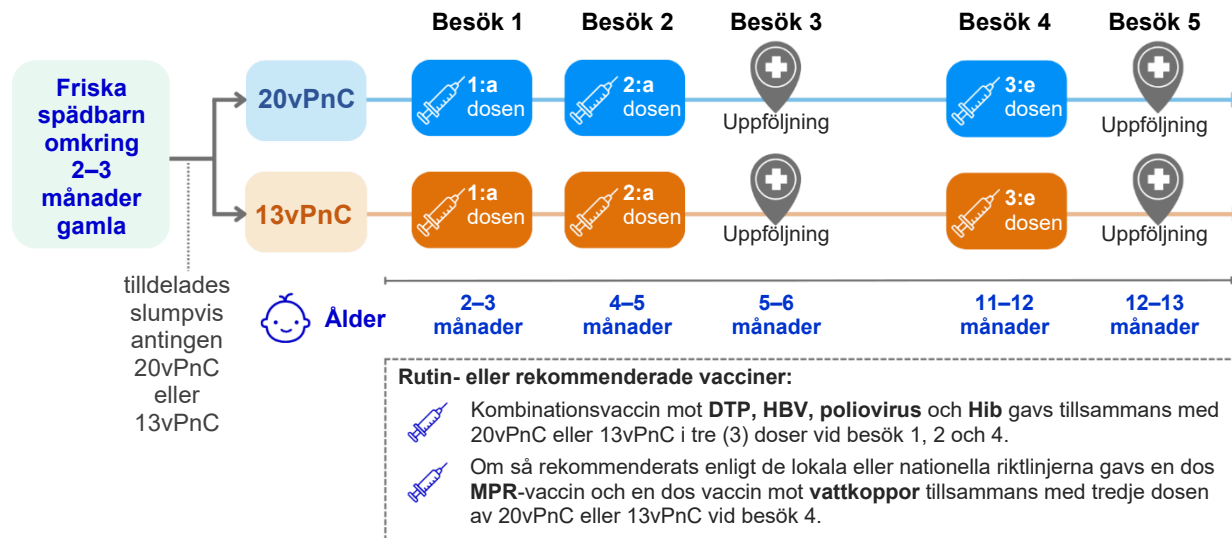 Besök 1
Besök 2
Besök 3
Besök 4
Besök 5
Friska
spädbarn
omkring
2–3
månader
gamla
20vPnC
1:a
dosen
2:a
dosen
Uppföljning
3:e
dosen
Uppföljning
13vPnC
1:a
dosen
2:a
dosen
Uppföljning
3:e
dosen
Uppföljning
tilldelades
slumpvis
antingen
20vPnC
eller
13vPnC
Ålder
2–3
månader
4–5
månader
5–6
månader
11–12
månader
12–13
månader
Rutin- eller rekommenderade vacciner:
Kombinationsvaccin mot DTP, HBV, poliovirus och Hib gavs tillsammans med
20vPnC eller 13vPnC i tre (3) doser vid besök 1, 2 och 4.
Om så rekommenderats enligt de lokala eller nationella riktlinjerna gavs en dos
MPR-vaccin och en dos vaccin mot vattkoppor tillsammans med tredje dosen
av 20vPnC eller 13vPnC vid besök 4.